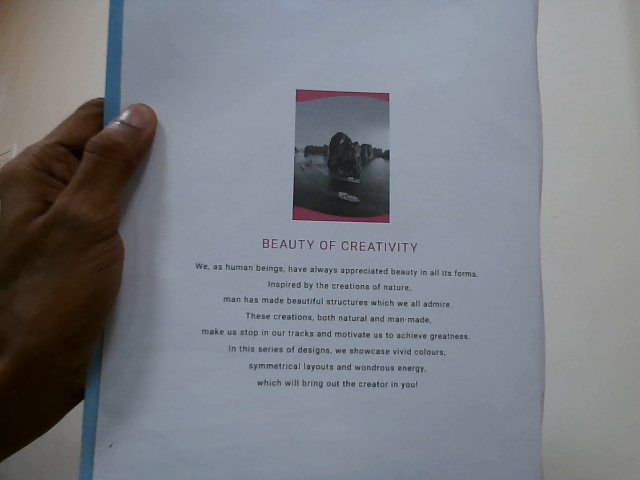 BEAUTY OF CREATIVITY
We, as human beings, have always appreciated beauty in all its forms.
Inspired by the creations of nature,
man has made beautiful structures which we all admire.
These creations, both natural and man-made,
make us stop in our tracks and motivate us to achieve greatness.
In this series of designs, we showcase vivid colours,
symmetrical layouts and wondrous energy,
which will bring out the creator in you!